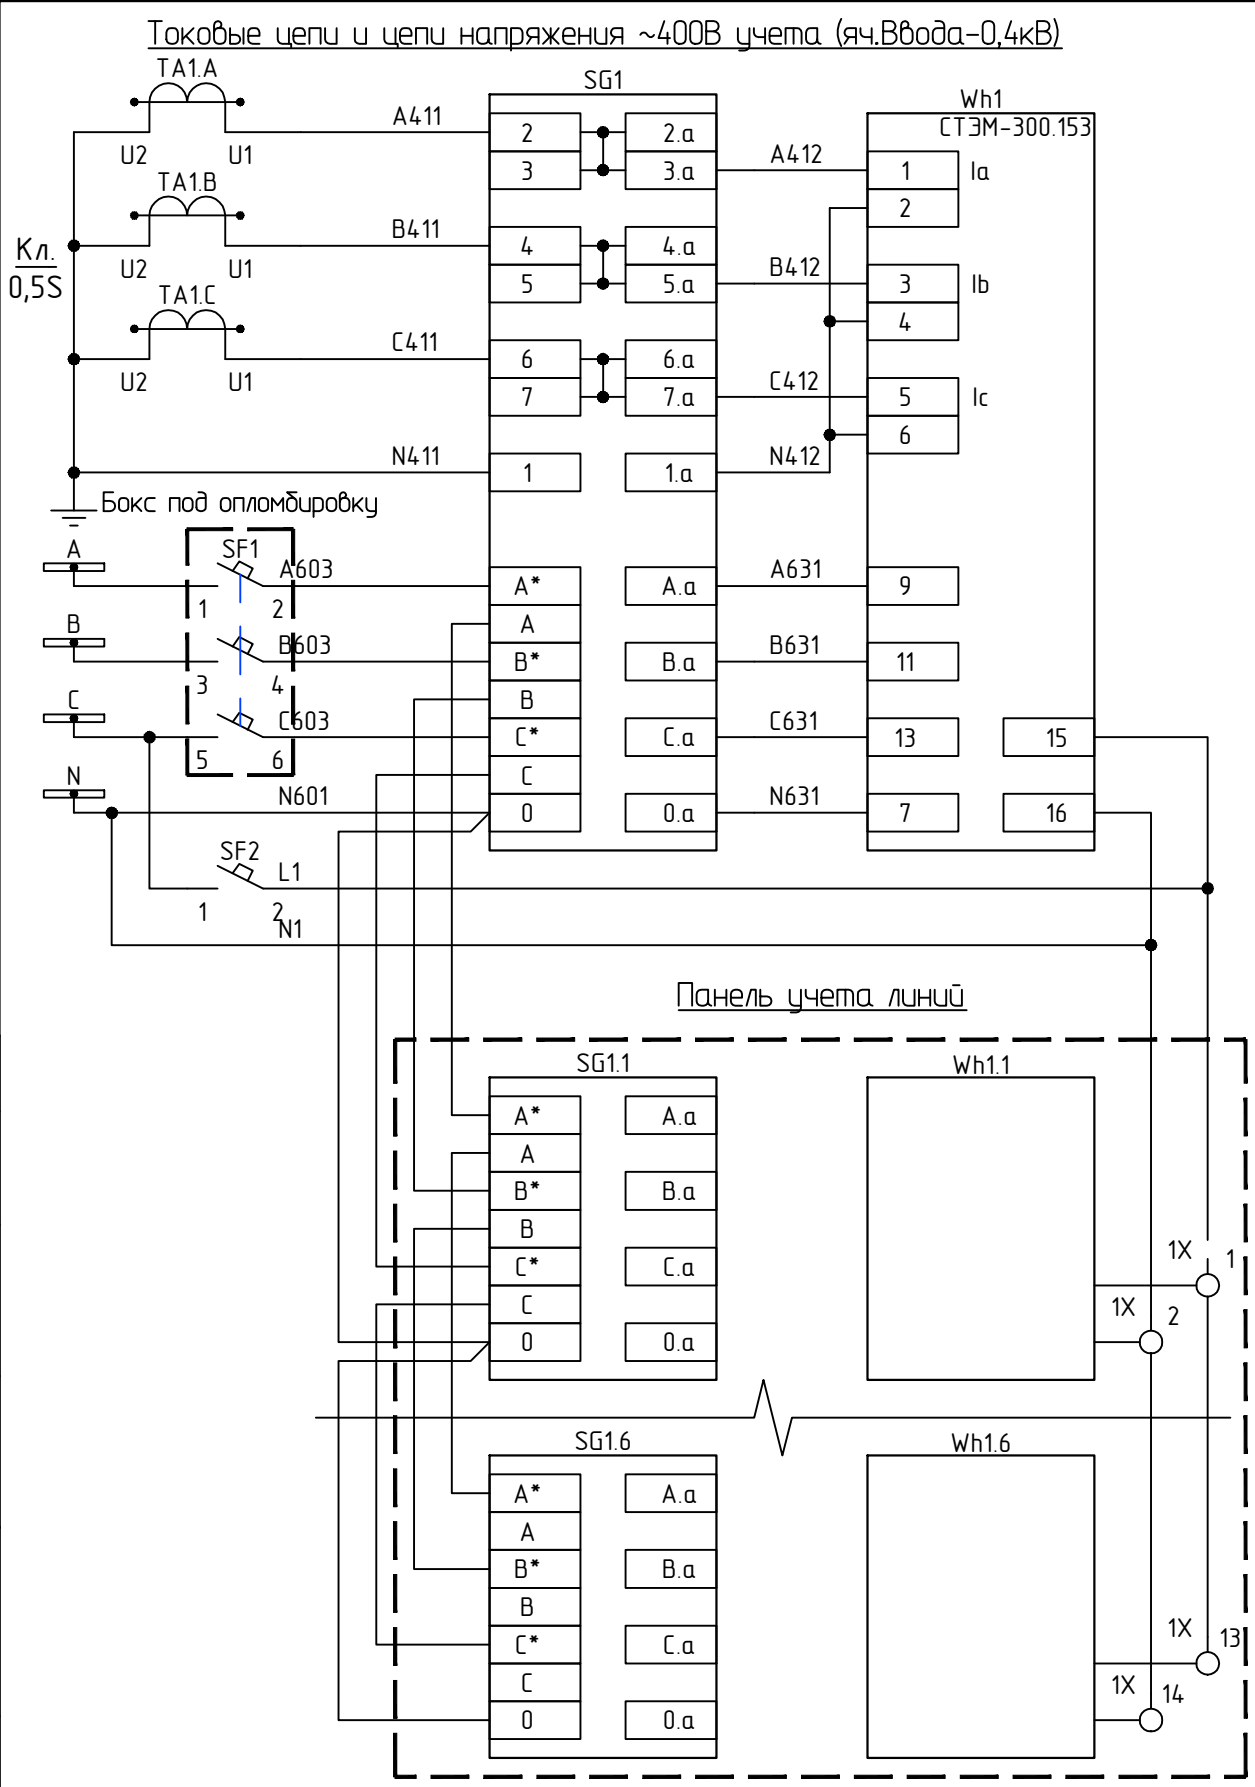 Токовые цепи и цепи напряжения ~400В учета (яч.Ввода-0,4кВ)
TA1.A
SG1
Wh1
СТЭМ-300.153
A411
2
2.a
U2
U1
3
3.a
A412
1
Ia
2
TA1.B
B411
4
4.a
Кл.
0,5S
U2
U1
5
5.a
B412
3
Ib
4
TA1.C
C411
6
6.a
U2
U1
7
7.a
C412
5
Ic
6
N411
1
1.a
N412
Бокс под опломбировку
A
SF1
A603
A*
A.a
A631
9
1
2
A
B
B603
B*
B.a
B631
11
3
4
B
C
C603
C*
C.a
C631
13
15
5
6
C
N
N601
0
0.a
N631
7
16
SF2
L1
1
2
N1
Панель учета линий
SG1.1
Wh1.1
A*
A.a
A
B*
B.a
B
C*
C.a
1X
1
C
1X
2
0
0.a
SG1.6
Wh1.6
A*
A.a
A
B*
B.a
B
C*
C.a
1X
13
C
1X
14
0
0.a